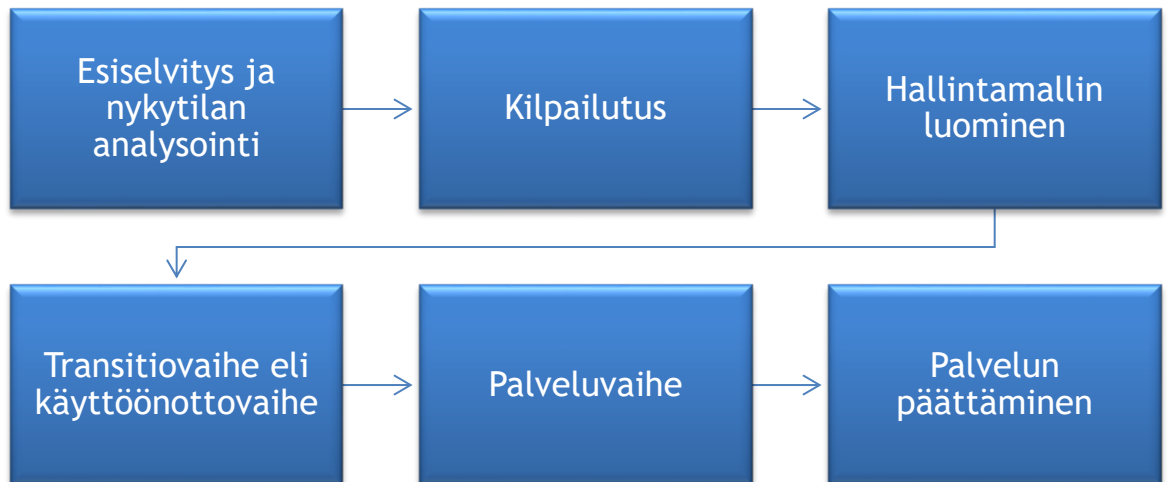 Esiselvitys ja
nykytilan
analysointi
Kilpailutus
Hallintamallin
luominen
Transitiovaihe eli
käyttöönottovaihe
Palveluvaihe
Palvelun
päättäminen